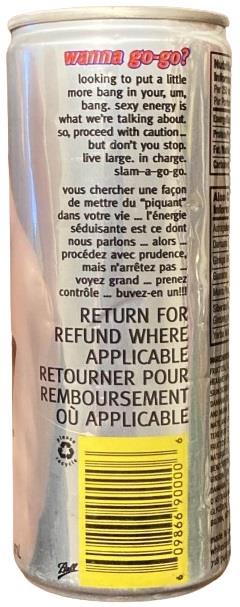 wanna go-go?
looking to put a little
more bang in your, um,
bang. sexy energy is
what we're talking about.
so, proceed with caution...
but don't you stop.
live large. in charge.
slam-a-go-go.
vous chercher une façon
de mettre du "piquant"
dans votre vie ... l'énergie
séduisante est ce dont
nous parlons ... alors ...
procédez avec prudence,
mais n'arrêtez pas ...
voyez grand ... prenez
contrôle ... buvez-en un!!!
RETURN FOR
REFUND WHERE
APPLICABLE
RETOURNER POUR
REMBOURSEMENT
OÙ APPLICABLE
please
recycle
6 09866 90000 6
Ball